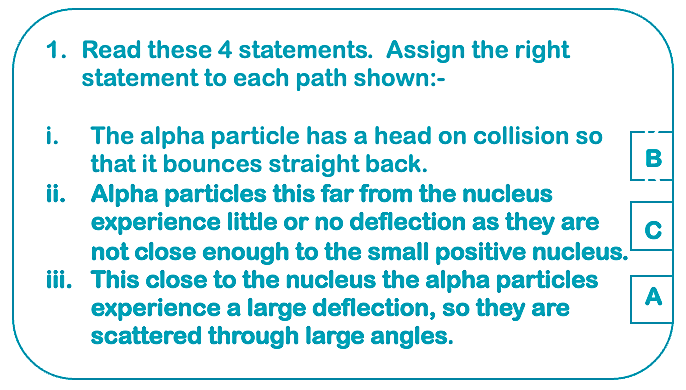 1. Read these 4 statements. Assign the right
statement to each path shown:-
i. The alpha particle has a head on collision so
that it bounces straight back.
B
ii. Alpha particles this far from the nucleus
experience little or no deflection as they are
not close enough to the small positive nucleus.
C
iii. This close to the nucleus the alpha particles
experience a large deflection, so they are
scattered through large angles.
A